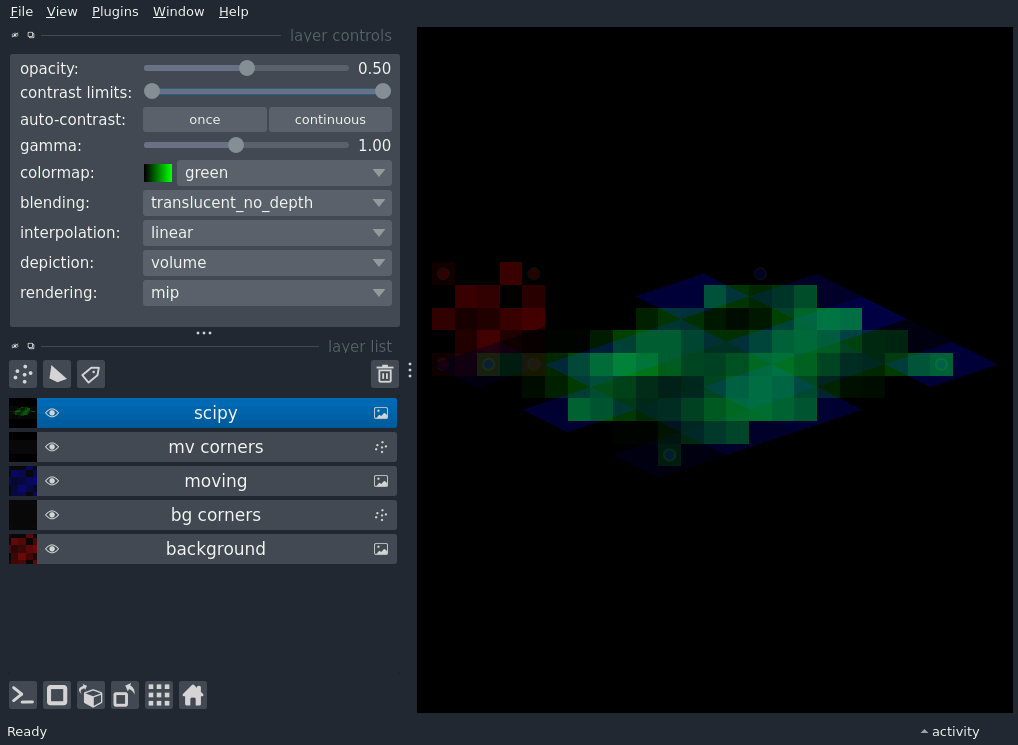 File View Plugins Window Help
layer controls
opacity: 0.50
contrast limits:
auto-contrast: once continuous
gamma: 1.00
colormap: green
blending: translucent_no_depth
interpolation: linear
depiction: volume
rendering: mip
layer list
scipy
mv corners
moving
bg corners
background
Ready activity